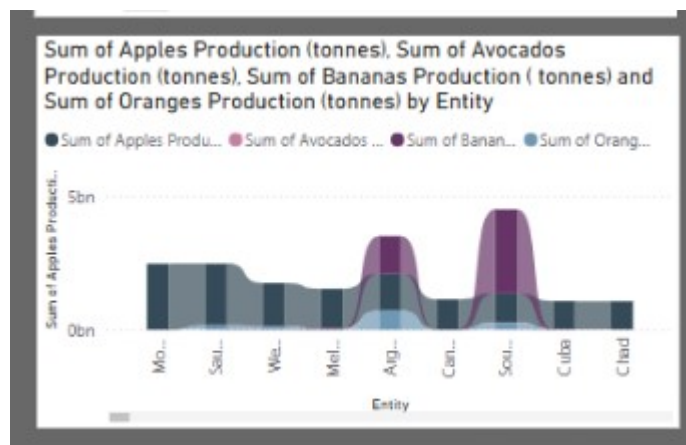 Sum of Apples Production (tonnes), Sum of Avocados
Production (tonnes), Sum of Bananas Production ( tonnes) and
Sum of Oranges Production (tonnes) by Entity
Sum of Apples Produ... Sum of Avocados ... Sum of Banan... Sum of Orang...
Sum of Apples Producti...
5bn
0bn
Mo... Sau... We... Mel... Arg... Can... Sou... Cuba Chad
Entity